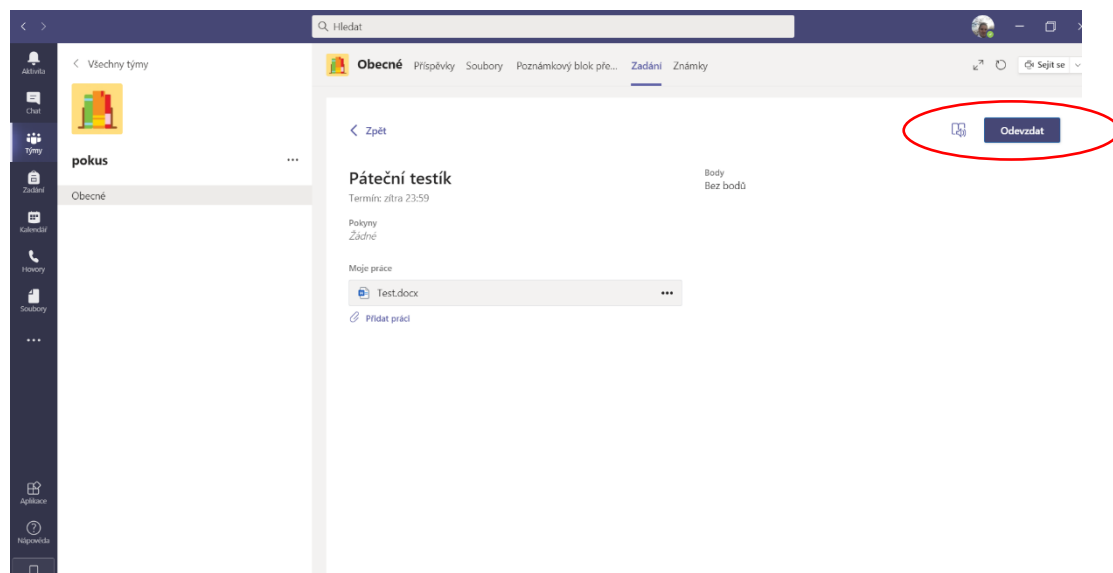 Hledat
Aktivita
Chat
Týmy
Zadání
Kalendář
Hovory
Soubory
Aplikace
Nápověda
Všechny týmy
pokus
Obecné
Obecné Příspěvky Soubory Poznámkový blok pře... Zadání Známky
Sejít se
Zpět
Odevzdat
Páteční testík
Termín: zítra 23:59
Body
Bez bodů
Pokyny
Žádné
Moje práce
Test.docx
Přidat práci